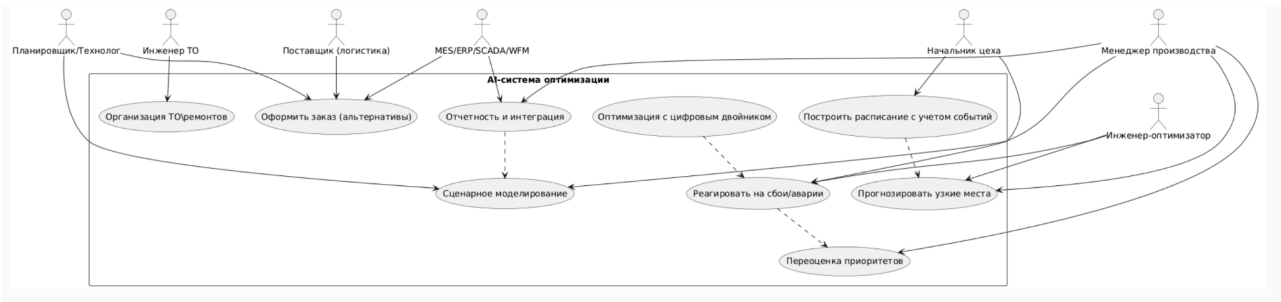 Планировщик/Технолог
Инженер ТО
Поставщик (логистика)
MES/ERP/SCADA/WFM
Начальник цеха
Менеджер производства
AI-система оптимизации
Организация ТО\ремонтов
Оформить заказ (альтернативы)
Отчетность и интеграция
Оптимизация с цифровым двойником
Построить расписание с учетом событий
Инженер-оптимизатор
Сценарное моделирование
Реагировать на сбои/аварии
Прогнозировать узкие места
Переоценка приоритетов